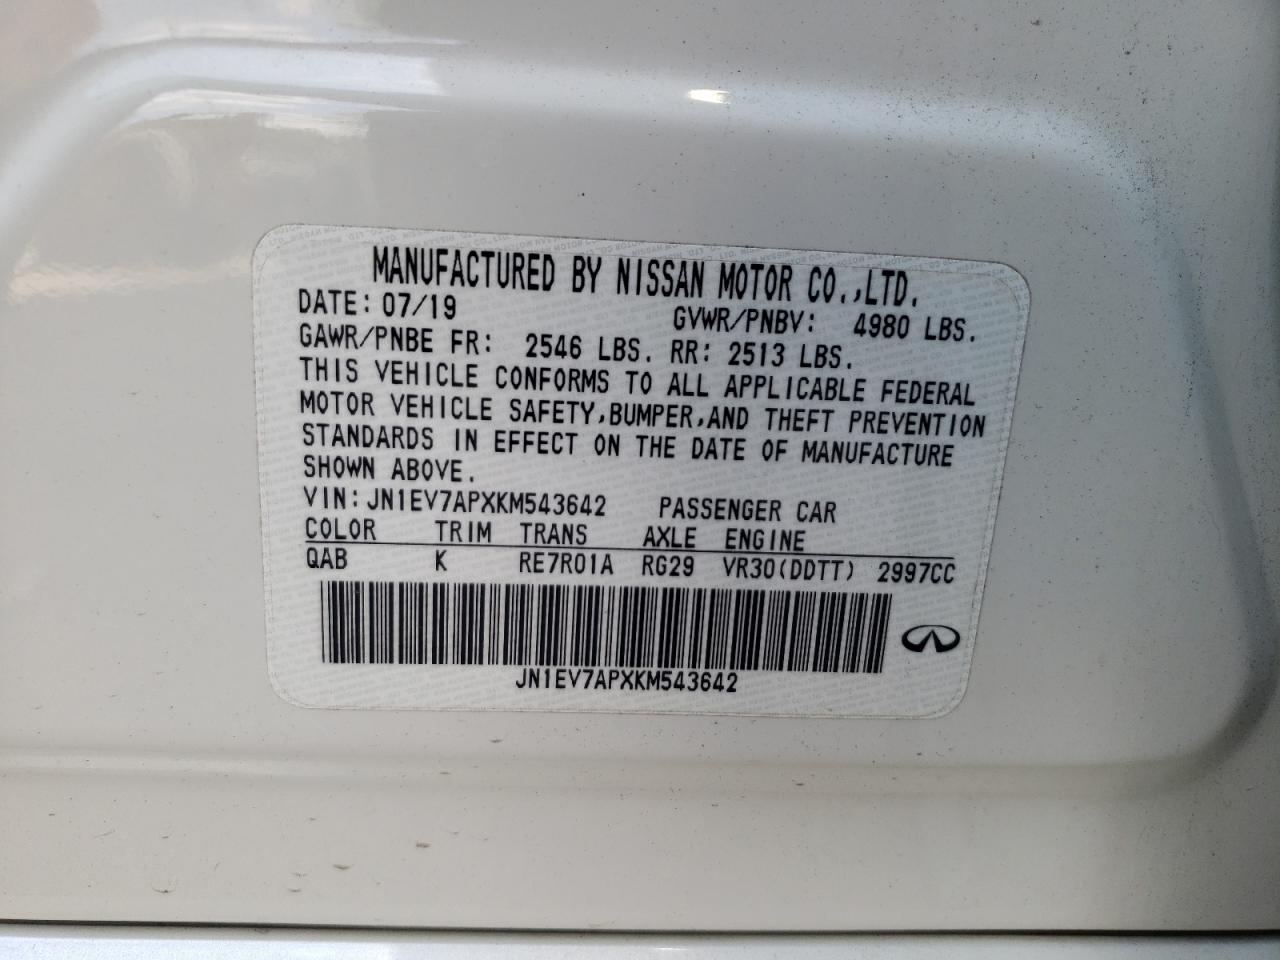 MANUFACTURED BY NISSAN MOTOR CO.,LTD.
DATE: 07/19 GVWR/PNBV: 4980 LBS.
GAWR/PNBE FR: 2546 LBS. RR: 2513 LBS.
THIS VEHICLE CONFORMS TO ALL APPLICABLE FEDERAL
MOTOR VEHICLE SAFETY,BUMPER,AND THEFT PREVENTION
STANDARDS IN EFFECT ON THE DATE OF MANUFACTURE
SHOWN ABOVE.
VIN:JN1EV7APXKM543642 PASSENGER CAR
COLOR TRIM TRANS AXLE ENGINE
QAB K RE7R01A RG29 VR30(DDTT) 2997CC
JN1EV7APXKM543642